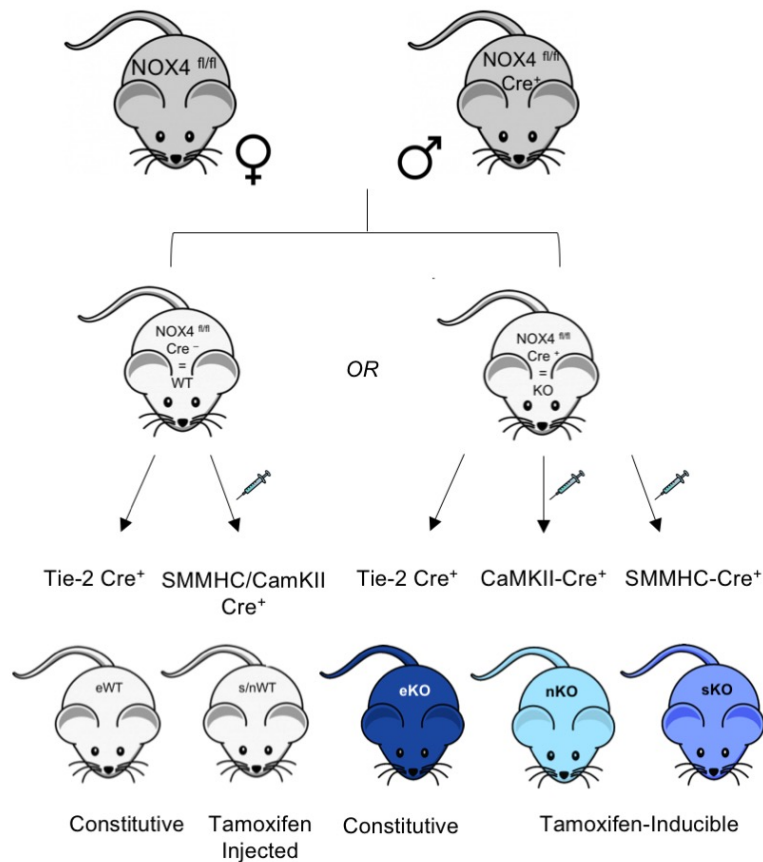 NOX4 fl/fl
NOX4 fl/fl
Cre+
♀
♂
NOX4 fl/fl
Cre –
=
WT
OR
NOX4 fl/fl
Cre +
=
KO
Tie-2 Cre+
SMMHC/CamKII
Cre+
Tie-2 Cre+
CaMKII-Cre+
SMMHC-Cre+
eWT
s/nWT
eKO
nKO
sKO
Constitutive
Tamoxifen
Injected
Constitutive
Tamoxifen-Inducible